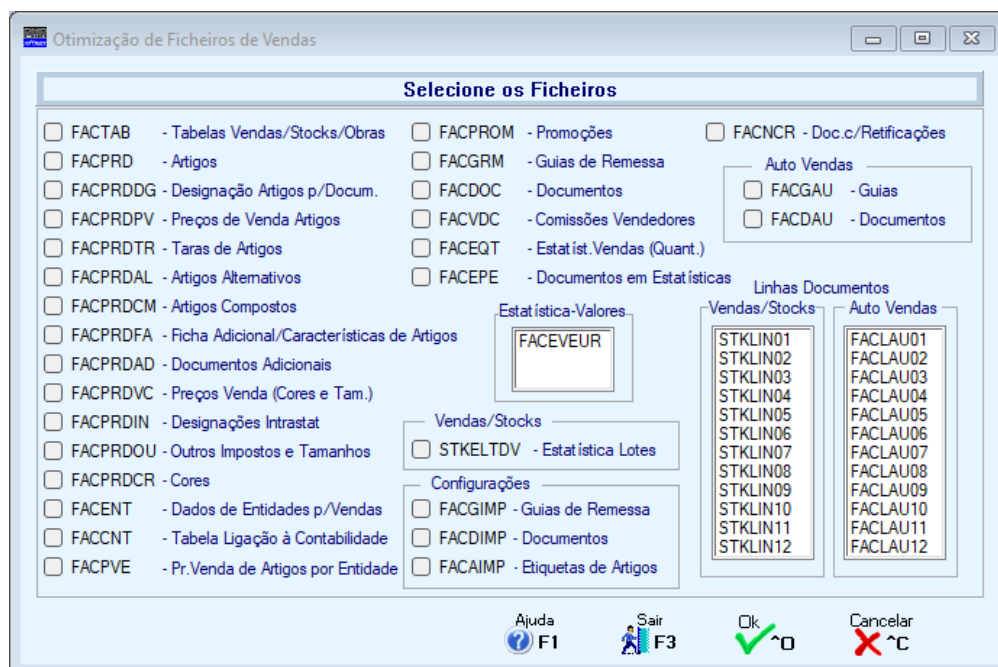 Otimização de Ficheiros de Vendas
Selecione os Ficheiros
FACTAB - Tabelas Vendas/Stocks/Obras
FACPRD - Artigos
FACPRDDG - Designação Artigos p/Docum.
FACPRDPV - Preços de Venda Artigos
FACPRDTR - Taras de Artigos
FACPRDAL - Artigos Alternativos
FACPRDCM - Artigos Compostos
FACPRDFA - Ficha Adicional/Características de Artigos
FACPRDAD - Documentos Adicionais
FACPRDVC - Preços Venda (Cores e Tam.)
FACPRDIN - Designações Intrastat
FACPRDOU - Outros Impostos e Tamanhos
FACPRDCR - Cores
FACENT - Dados de Entidades p/Vendas
FACCNT - Tabela Ligação à Contabilidade
FACPVE - Pr.Venda de Artigos por Entidade
FACPROM - Promoções
FACGRM - Guias de Remessa
FACDOC - Documentos
FACVDC - Comissões Vendedores
FACEQT - Estatíst.Vendas (Quant.)
FACEPE - Documentos em Estatísticas
Estatística-Valores
FACEVEUR
Vendas/Stocks
STKELTDV - Estatística Lotes
Configurações
FACGIMP - Guias de Remessa
FACDIMP - Documentos
FACAIMP - Etiquetas de Artigos
FACNCR - Doc.c/Retificações
Auto Vendas
FACGAU - Guias
FACDAU - Documentos
Linhas Documentos
Vendas/Stocks
STKLIN01
STKLIN02
STKLIN03
STKLIN04
STKLIN05
STKLIN06
STKLIN07
STKLIN08
STKLIN09
STKLIN10
STKLIN11
STKLIN12
Auto Vendas
FACLAU01
FACLAU02
FACLAU03
FACLAU04
FACLAU05
FACLAU06
FACLAU07
FACLAU08
FACLAU09
FACLAU10
FACLAU11
FACLAU12
Ajuda
F1
Sair
F3
Ok
^O
Cancelar
^C